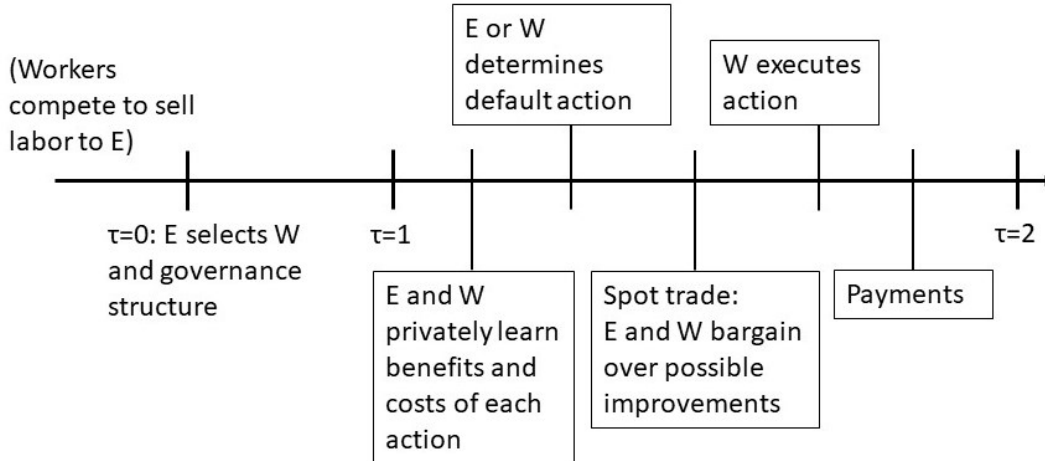 (Workers
compete to sell
labor to E)
E or W
determines
default action
W executes
action
τ=0: E selects W
and governance
structure
τ=1
E and W
privately learn
benefits and
costs of each
action
Spot trade:
E and W bargain
over possible
improvements
Payments
τ=2